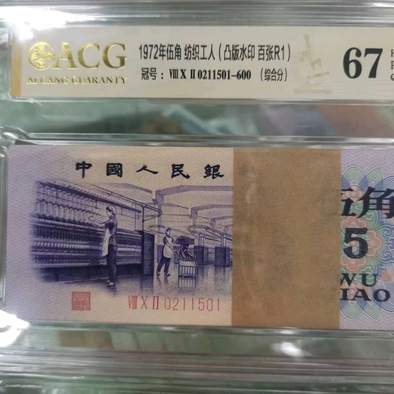 ACG
1972年伍角 纺织工人（凸版水印 百张R1）
67
冠号： Ⅷ Ⅹ Ⅱ 0211501-600 （综合分）
中國人民銀
伍角
5
WU
JIAO
Ⅷ Ⅹ Ⅱ 0211501